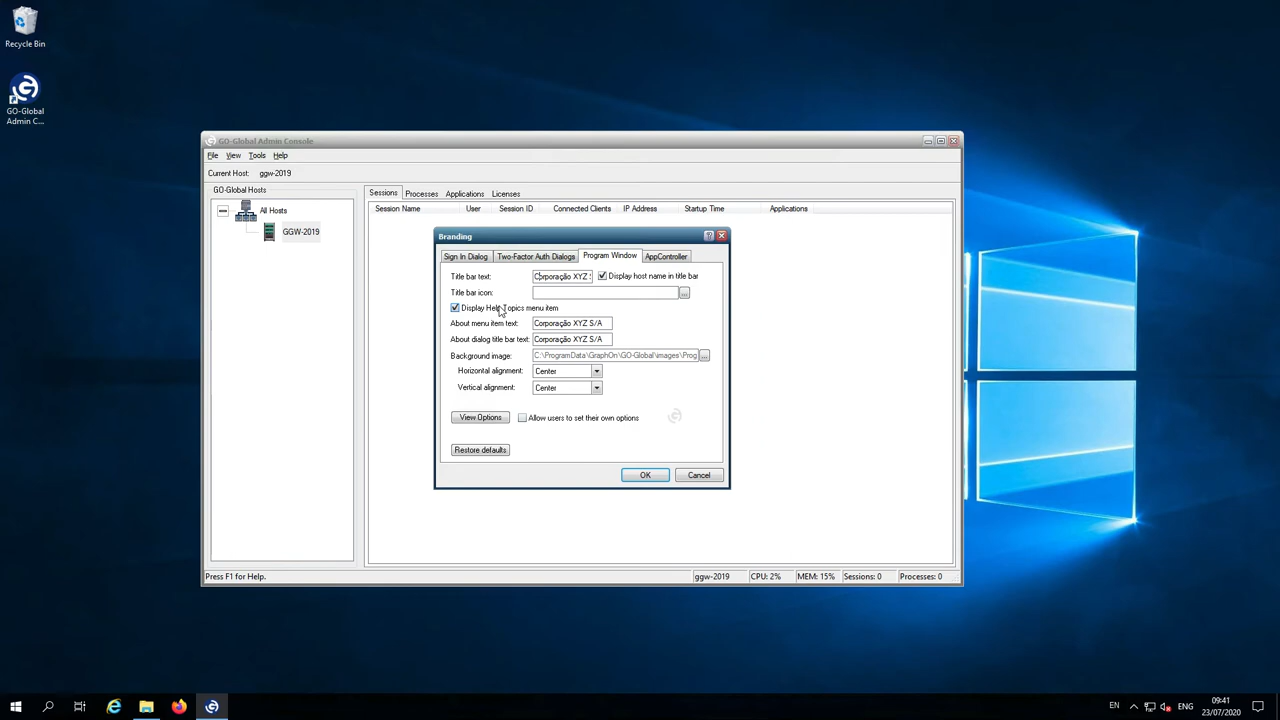 Recycle Bin
GO-Global
Admin C...
GO-Global Admin Console
File View Tools Help
Current Host: ggw-2019
GO-Global Hosts
All Hosts
GGW-2019
Sessions Processes Applications Licenses
Session Name User Session ID Connected Clients IP Address Startup Time Applications
Branding
Sign In Dialog Two-Factor Auth Dialogs Program Window AppController
Title bar text: Corporação XYZ Display host name in title bar
Title bar icon: ...
Display Help Topics menu item
About menu item text: Corporação XYZ S/A
About dialog title bar text: Corporação XYZ S/A
Background image: C:\ProgramData\GraphOn\GO-Global\images\Prog ...
Horizontal alignment: Center
Vertical alignment: Center
View Options Allow users to set their own options
Restore defaults
OK Cancel
Press F1 for Help. ggw-2019 CPU: 2% MEM: 15% Sessions: 0 Processes: 0
EN ENG 09:41
23/07/2020